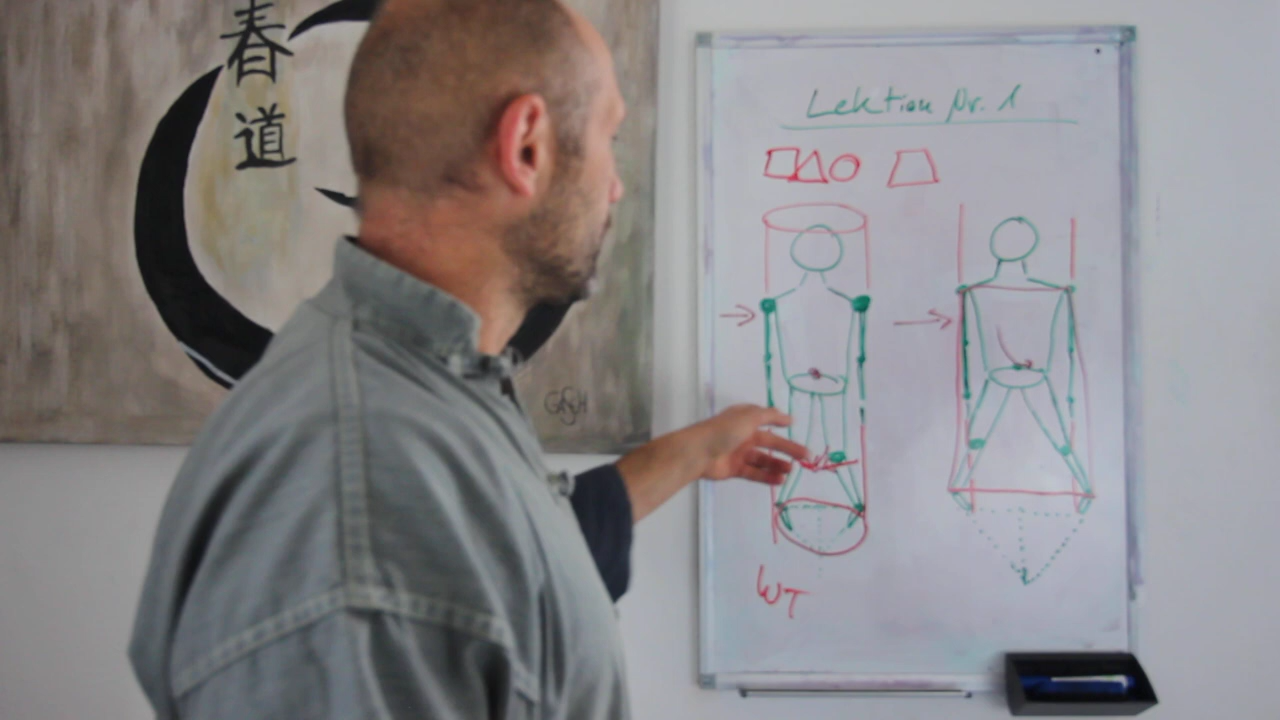 春
道
Lektion Nr. 1
WT